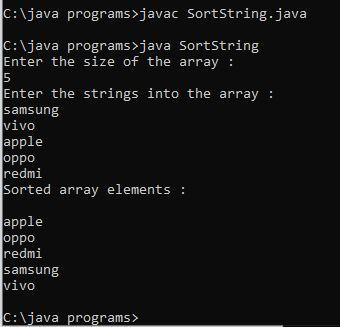 C:\java programs>javac SortString.java
C:\java programs>java SortString
Enter the size of the array :
5
Enter the strings into the array :
samsung
vivo
apple
oppo
redmi
Sorted array elements :
apple
oppo
redmi
samsung
vivo
C:\java programs>